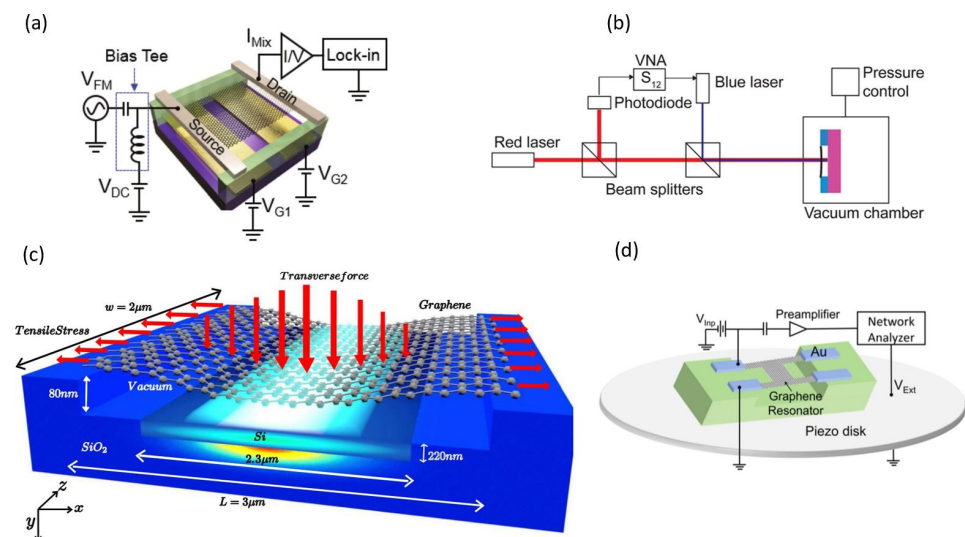 (a)
Bias Tee
I_Mix
I/V
Lock-in
V_FM
Drain
Source
V_DC
V_G1
V_G2
(b)
VNA
S_12
Blue laser
Photodiode
Red laser
Beam splitters
Pressure
control
Vacuum chamber
(c)
Transverseforce
w = 2μm
Graphene
TensileStress
Vacuum
80nm
Si
SiO_2
2.3μm
220nm
L = 3μm
z
x
y
(d)
V_Inp
Preamplifier
Network
Analyzer
Au
Graphene
Resonator
V_Ext
Piezo disk